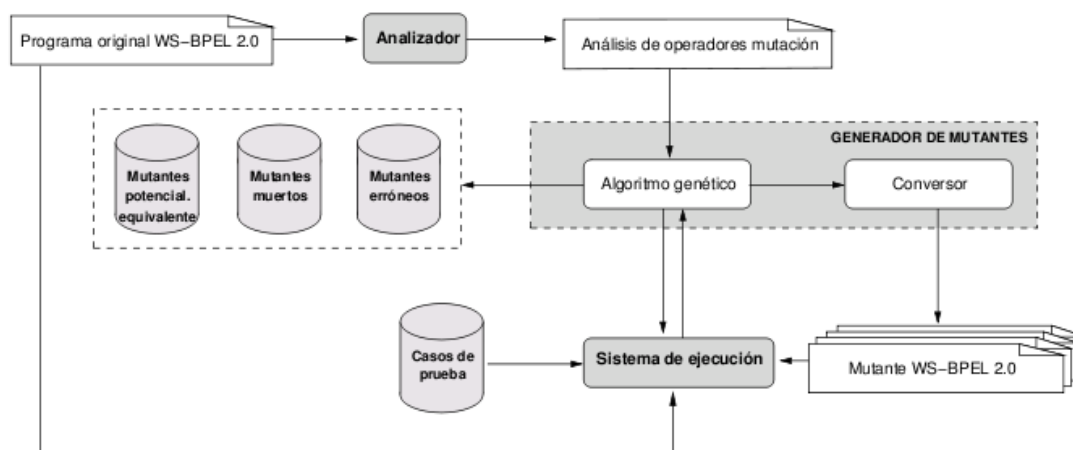 Programa original WS-BPEL 2.0
Analizador
Análisis de operadores mutación
GENERADOR DE MUTANTES
Mutantes
potencial.
equivalente
Mutantes
muertos
Mutantes
erróneos
Algoritmo genético
Conversor
Casos de
prueba
Sistema de ejecución
Mutante WS-BPEL 2.0